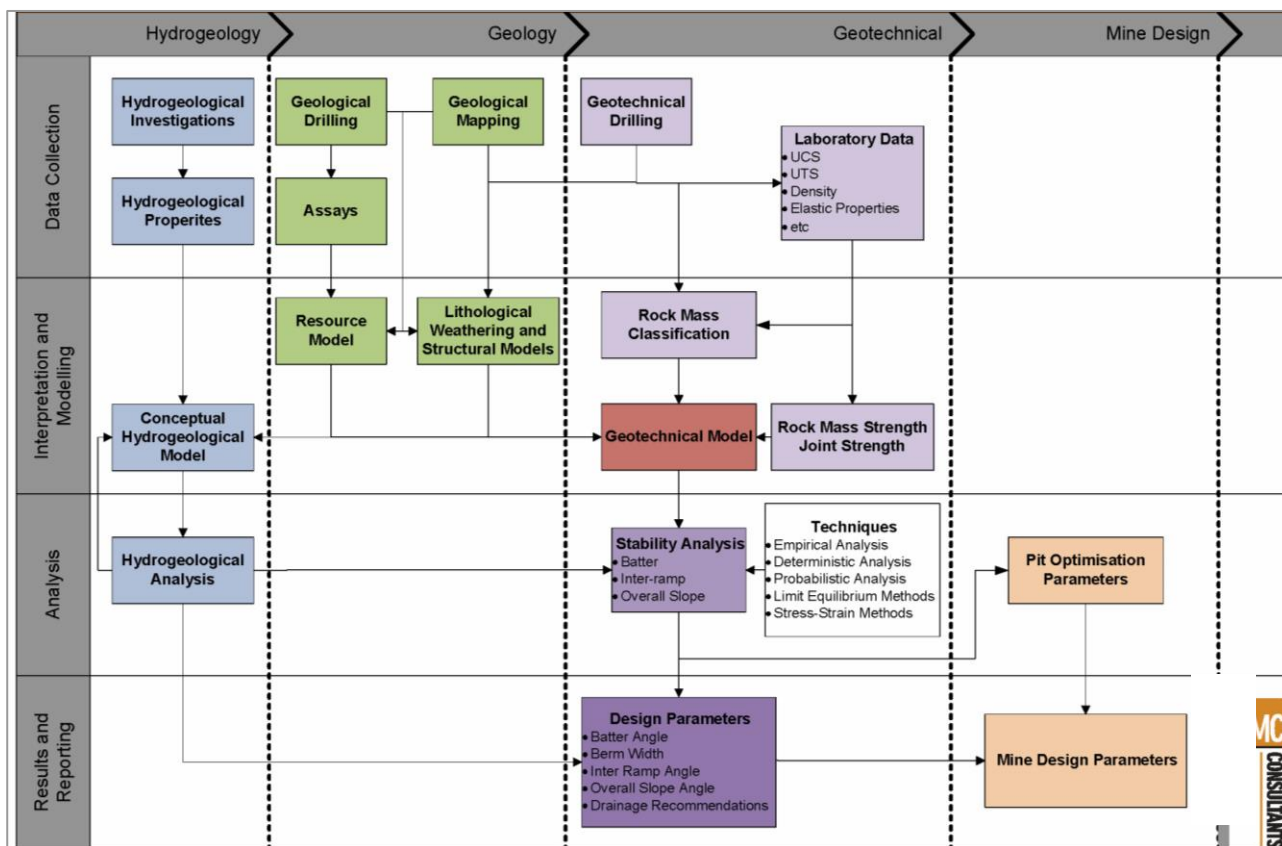 Hydrogeology
Geology
Geotechnical
Mine Design
Data Collection
Hydrogeological
Investigations
Geological
Drilling
Geological
Mapping
Geotechnical
Drilling
Laboratory Data
UCS
UTS
Density
Elastic Properties
etc
Hydrogeological
Properites
Assays
Interpretation and
Modelling
Resource
Model
Lithological
Weathering and
Structural Models
Rock Mass
Classification
Conceptual
Hydrogeological
Model
Geotechnical Model
Rock Mass Strength
Joint Strength
Analysis
Hydrogeological
Analysis
Stability Analysis
Batter
Inter-ramp
Overall Slope
Techniques
Empirical Analysis
Deterministic Analysis
Probabilistic Analysis
Limit Equilibrium Methods
Stress-Strain Methods
Pit Optimisation
Parameters
Results and
Reporting
Design Parameters
Batter Angle
Berm Width
Inter Ramp Angle
Overall Slope Angle
Drainage Recommendations
Mine Design Parameters
MC
CONSULTANTS